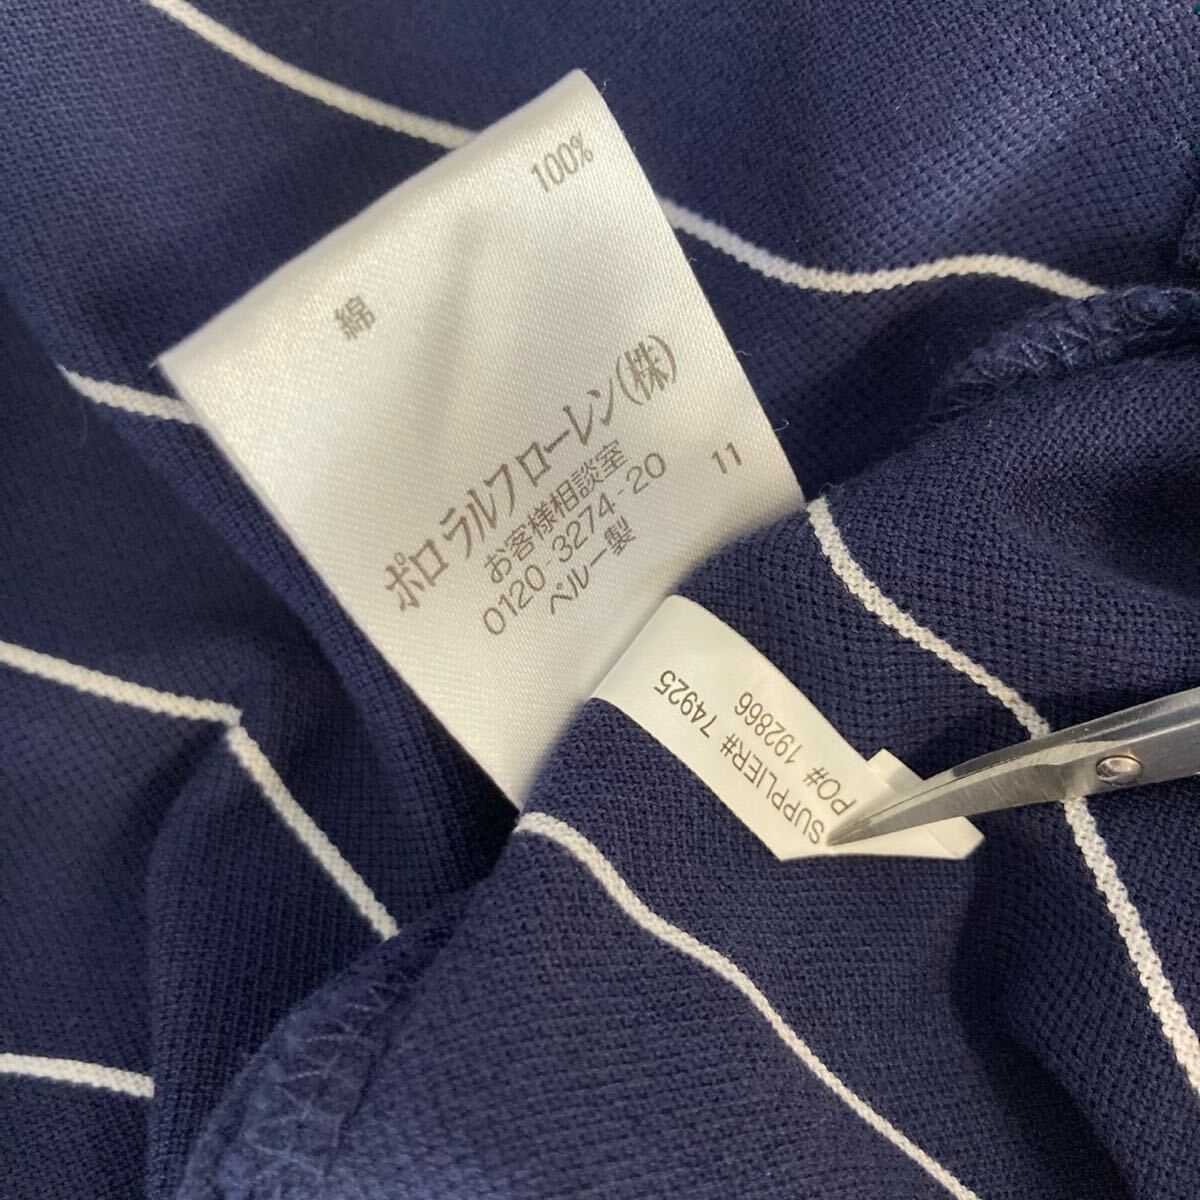 綿 100%
ポロ ラルフ ローレン(株)
お客様相談室
0120-3274-20
ペルー製
11
SUPPLIER# 74925
PO# 192866